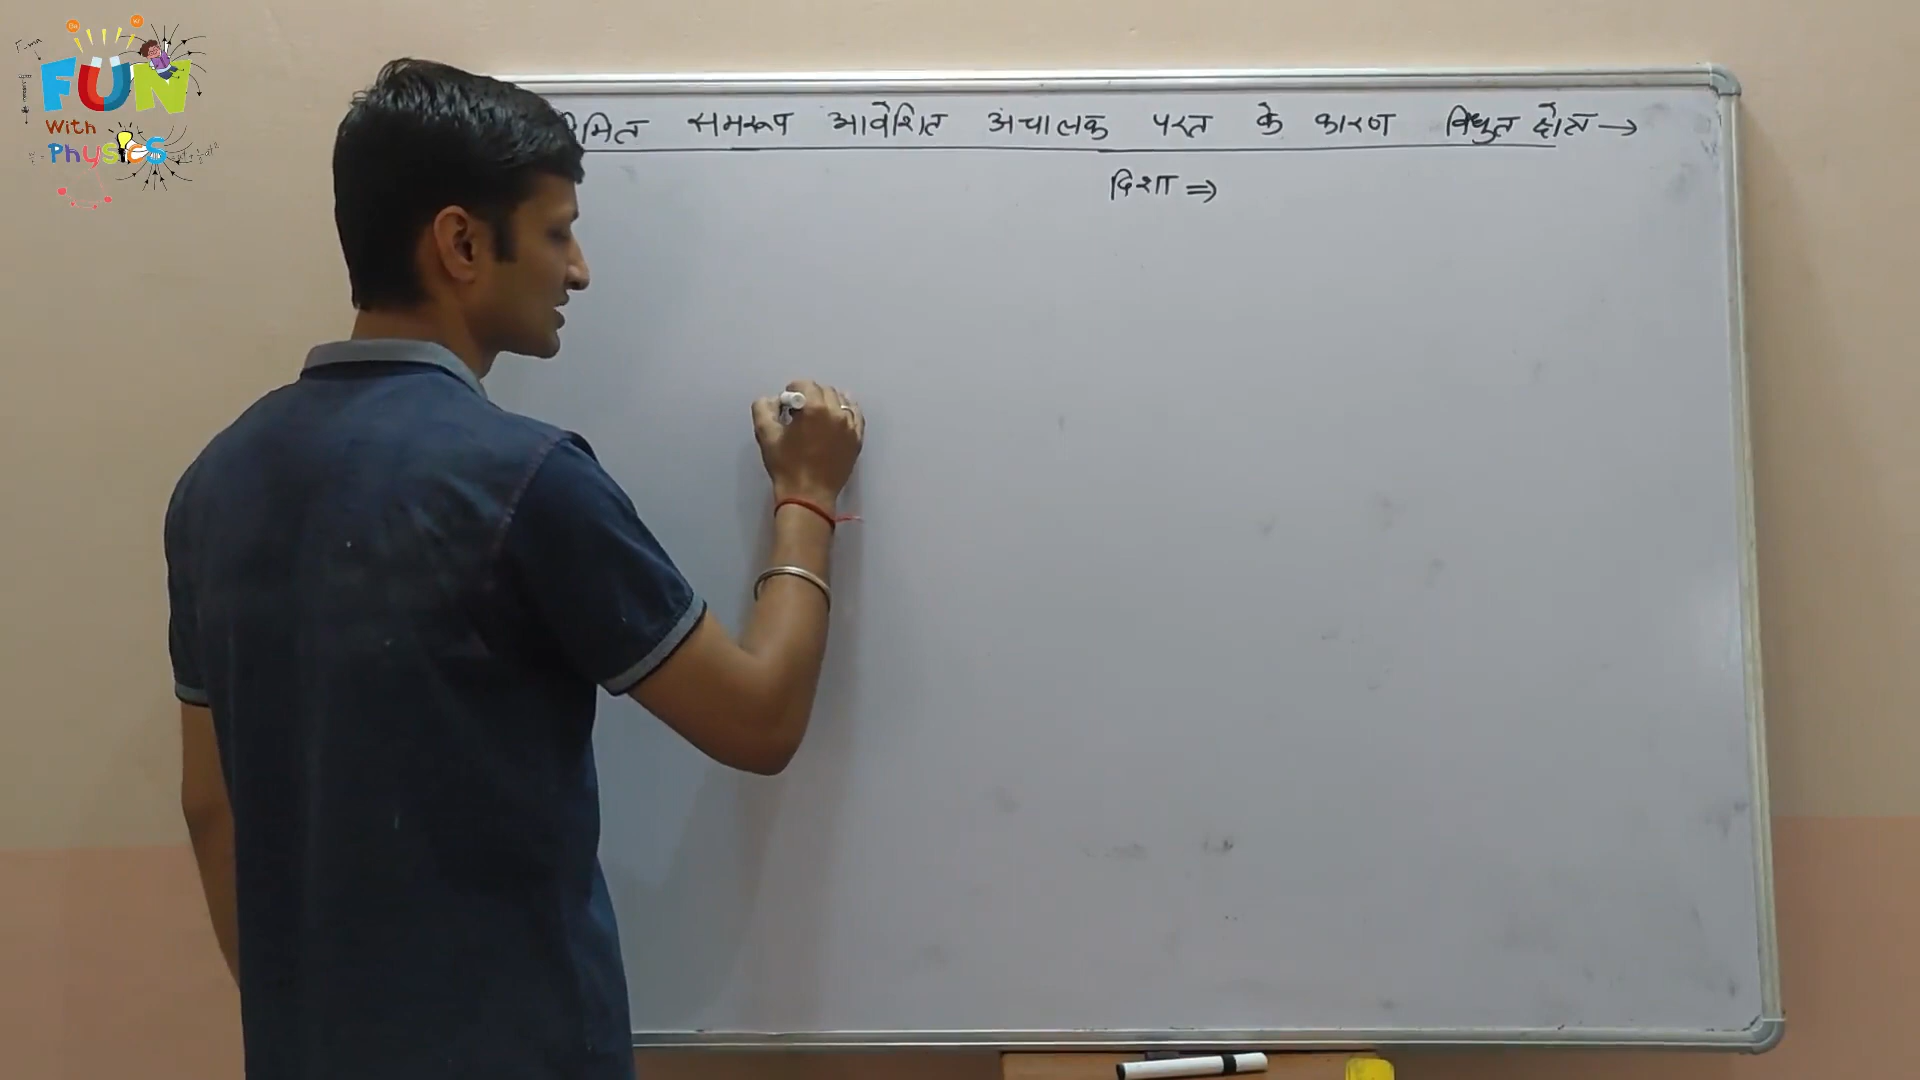 FUN
With
Physics
समरूप आवेशित अचालक परत के कारण विधुत क्षेत्र →
दिशा ⇒